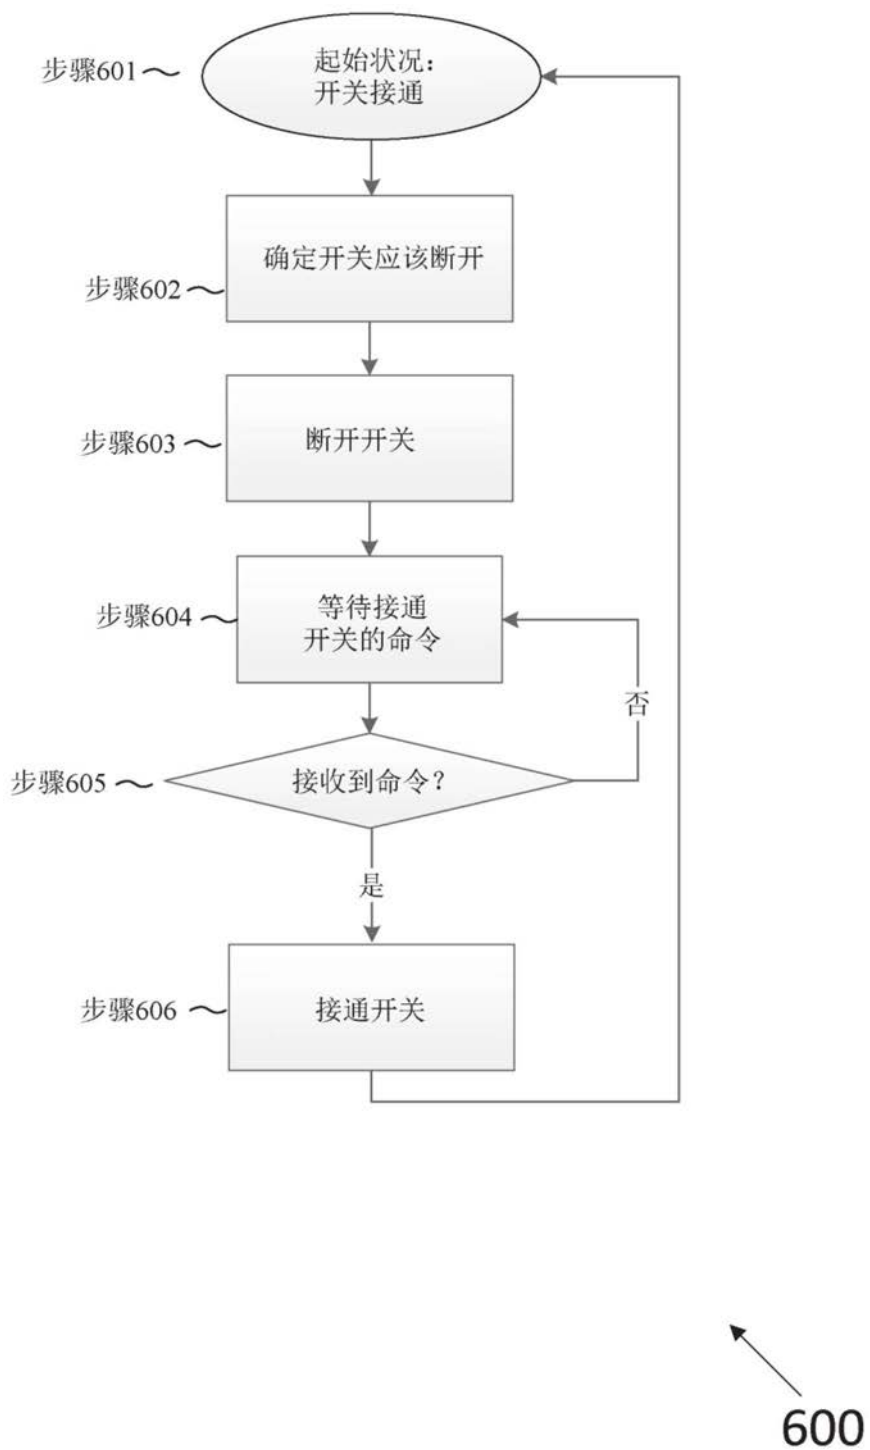 步骤601
起始状况：
开关接通
确定开关应该断开
步骤602
步骤603
断开开关
步骤604
等待接通
开关的命令
否
步骤605
接收到命令？
是
步骤606
接通开关
600